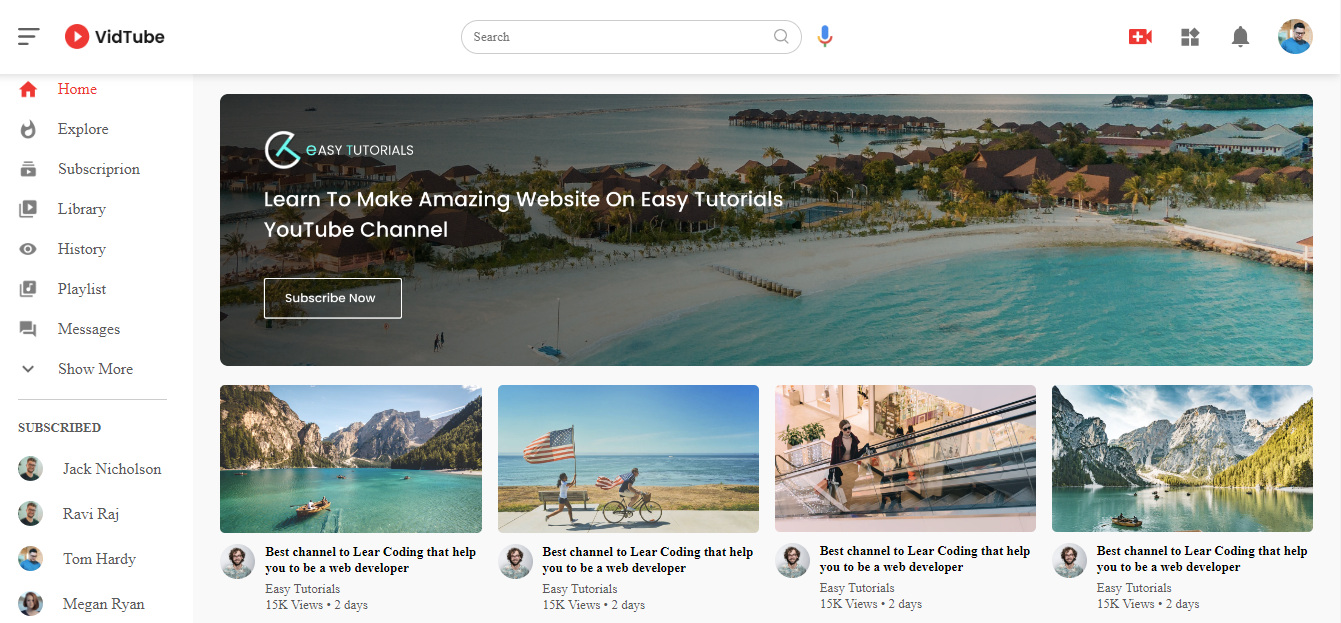 VidTube
Search
Home
Explore
Subscriprion
Library
History
Playlist
Messages
Show More
SUBSCRIBED
Jack Nicholson
Ravi Raj
Tom Hardy
Megan Ryan
eASY TUTORIALS
Learn To Make Amazing Website On Easy Tutorials
YouTube Channel
Subscribe Now
Best channel to Lear Coding that help
you to be a web developer
Easy Tutorials
15K Views • 2 days
Best channel to Lear Coding that help
you to be a web developer
Easy Tutorials
15K Views • 2 days
Best channel to Lear Coding that help
you to be a web developer
Easy Tutorials
15K Views • 2 days
Best channel to Lear Coding that help
you to be a web developer
Easy Tutorials
15K Views • 2 days